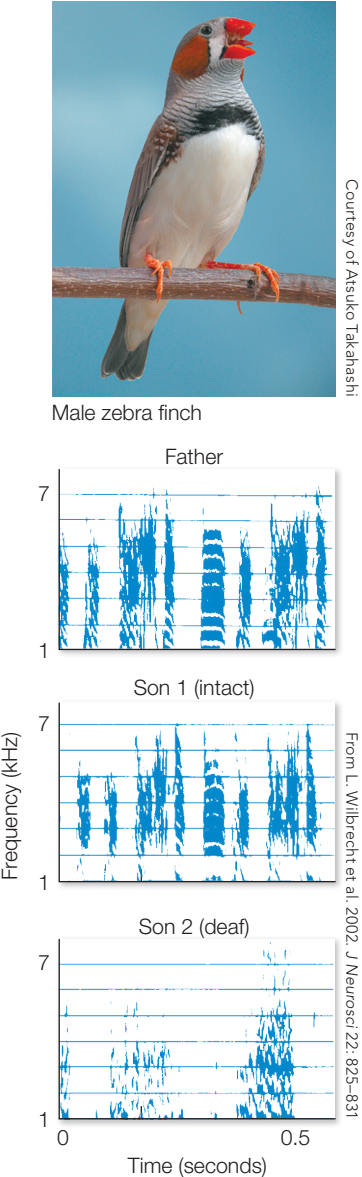 Courtesy of Atsuko Takahashi
Male zebra finch
Father
7
1
Son 1 (intact)
7
1
Frequency (kHz)
From L. Wilbrecht et al. 2002. J Neurosci 22: 825–831
Son 2 (deaf)
7
1
0
0.5
Time (seconds)